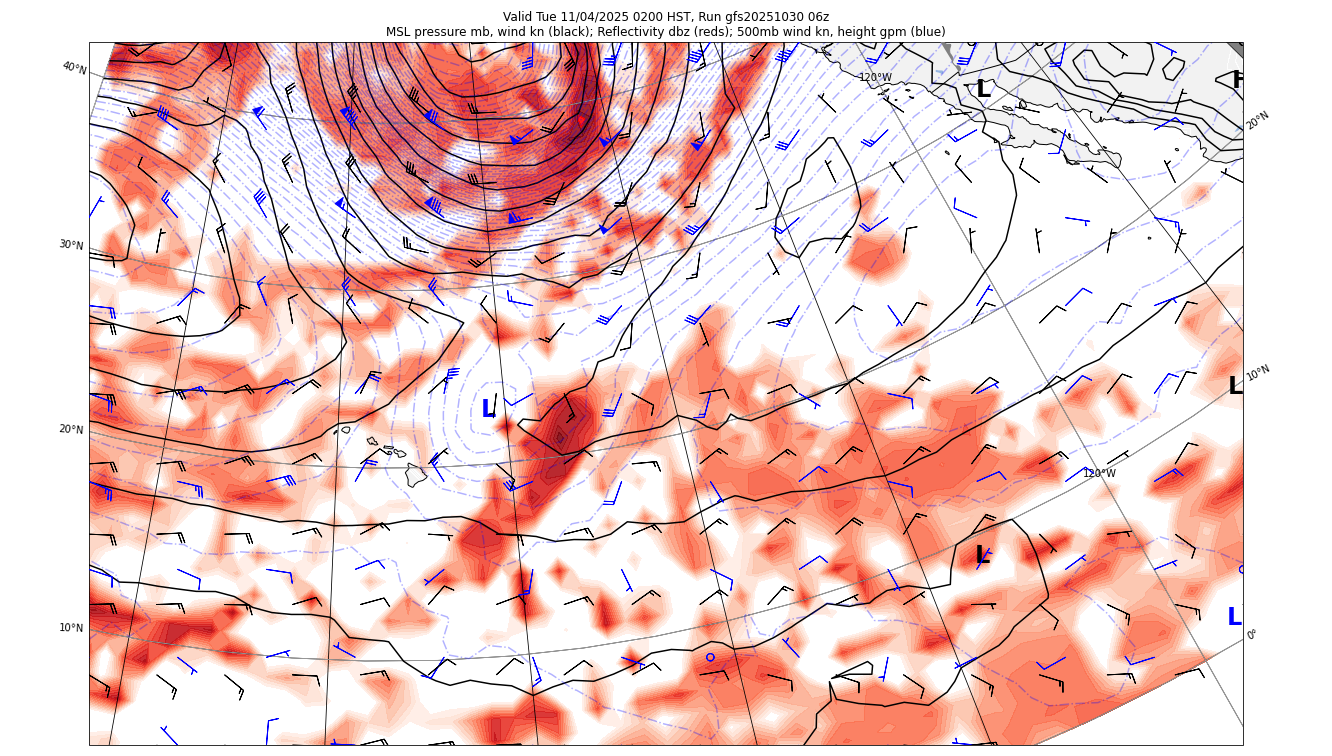 Valid Tue 11/04/2025 0200 HST, Run gfs20251030 06z
MSL pressure mb, wind kn (black); Reflectivity dbz (reds); 500mb wind kn, height gpm (blue)
40°N
120°W
L
H
20°N
30°N
10°N
L
L
20°N
120°W
L
10°N
L
0°